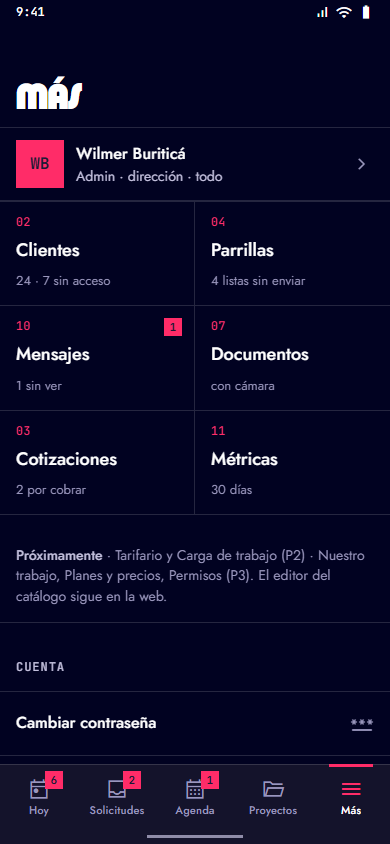 9:41
MÁS
WB
Wilmer Buriticá
Admin · dirección · todo
02
Clientes
24 · 7 sin acceso
04
Parrillas
4 listas sin enviar
10
1
Mensajes
1 sin ver
07
Documentos
con cámara
03
Cotizaciones
2 por cobrar
11
Métricas
30 días
Próximamente · Tarifario y Carga de trabajo (P2) · Nuestro
trabajo, Planes y precios, Permisos (P3). El editor del
catálogo sigue en la web.
CUENTA
Cambiar contraseña
6
Hoy
2
Solicitudes
1
Agenda
Proyectos
Más